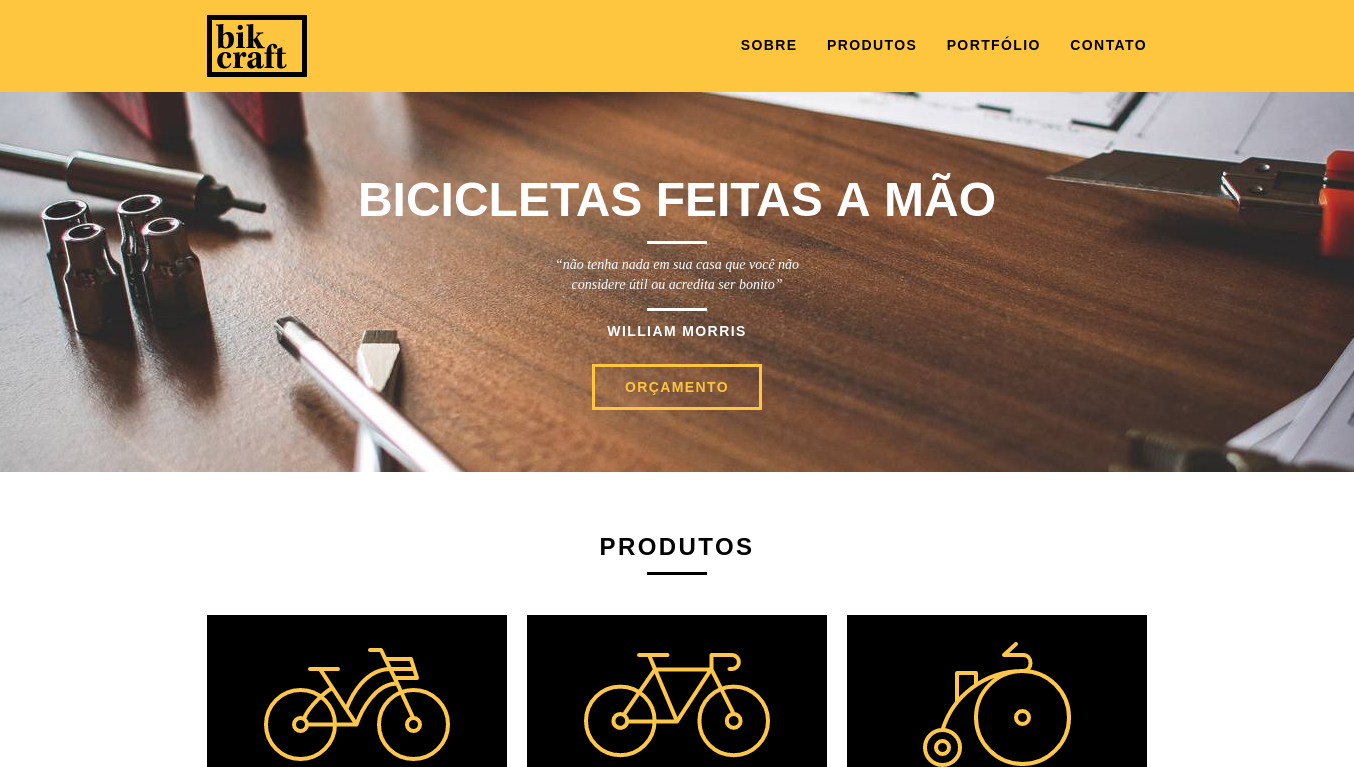 bik
craft
SOBRE PRODUTOS PORTFÓLIO CONTATO
BICICLETAS FEITAS A MÃO
“não tenha nada em sua casa que você não
considere útil ou acredita ser bonito”
WILLIAM MORRIS
ORÇAMENTO
PRODUTOS